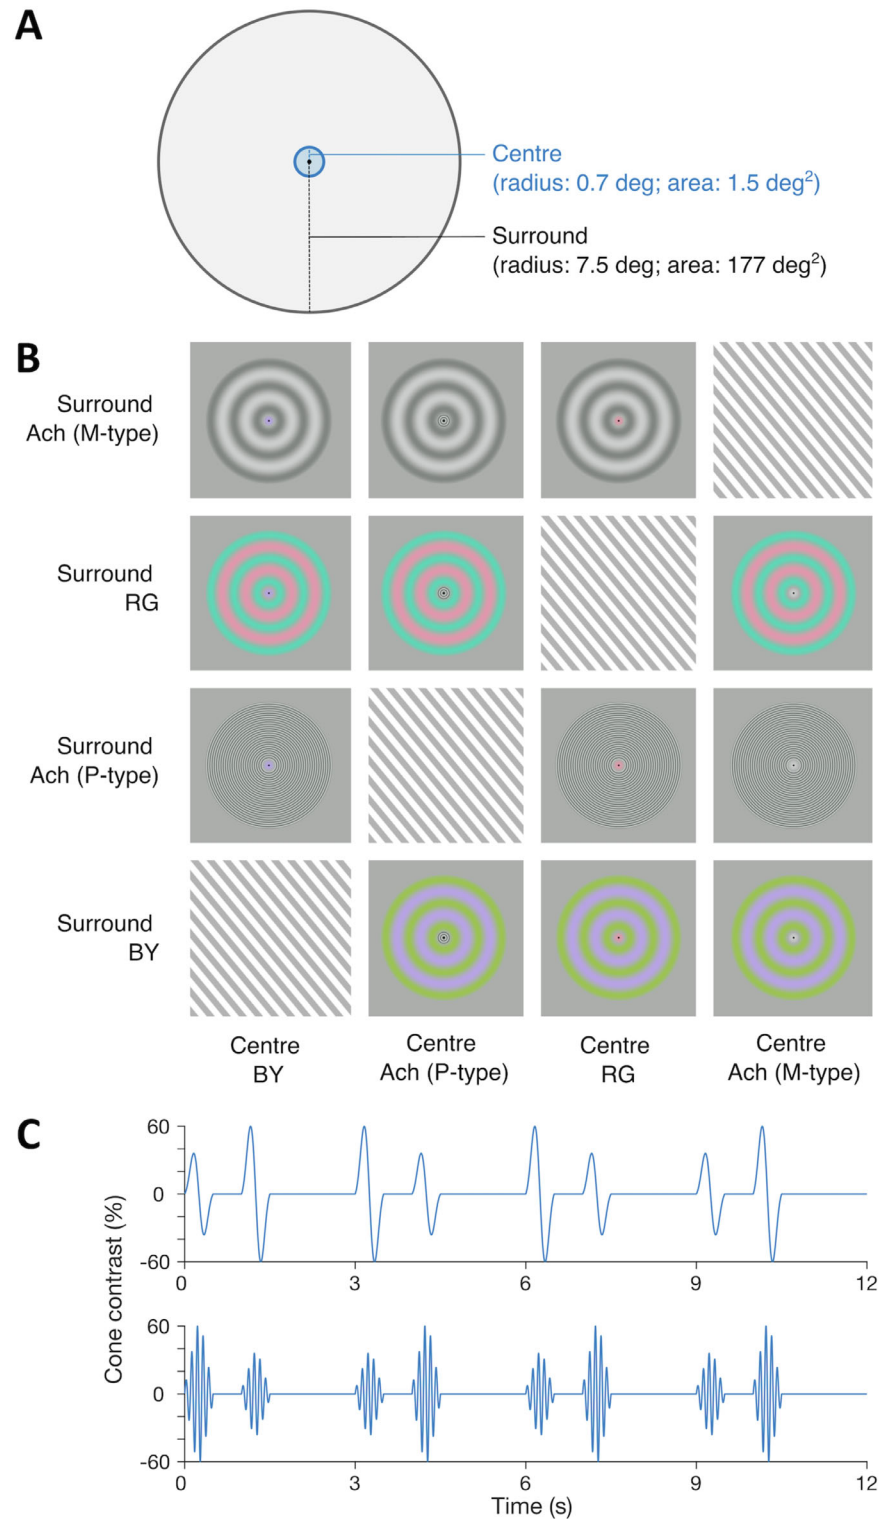 A
Centre
(radius: 0.7 deg; area: 1.5 deg²)
Surround
(radius: 7.5 deg; area: 177 deg²)
B
Surround
Ach (M-type)
Surround
RG
Surround
Ach (P-type)
Surround
BY
Centre
BY
Centre
Ach (P-type)
Centre
RG
Centre
Ach (M-type)
C
Cone contrast (%)
60
0
-60
0 3 6 9 12
60
0
-60
0 3 6 9 12
Time (s)